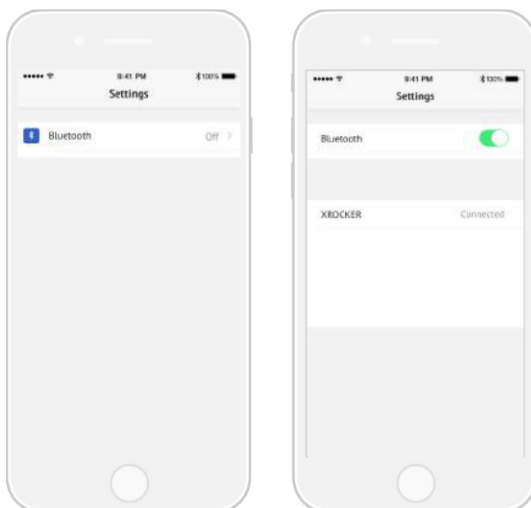 9:41 PM
100%
Settings
Bluetooth
Off
9:41 PM
100%
Settings
Bluetooth
XROCKER
Connected